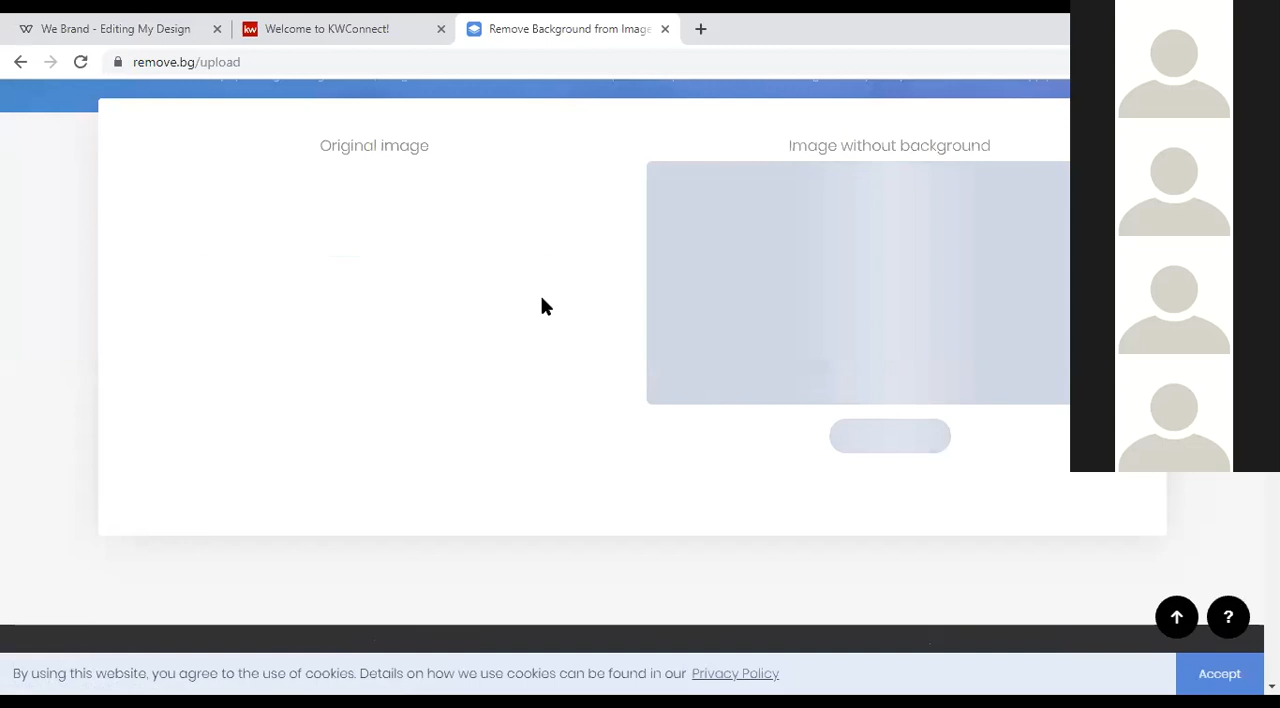 We Brand - Editing My Design
kw Welcome to KWConnect!
Remove Background from Image
remove.bg/upload
Original image
Image without background
?
By using this website, you agree to the use of cookies. Details on how we use cookies can be found in our Privacy Policy
Accept